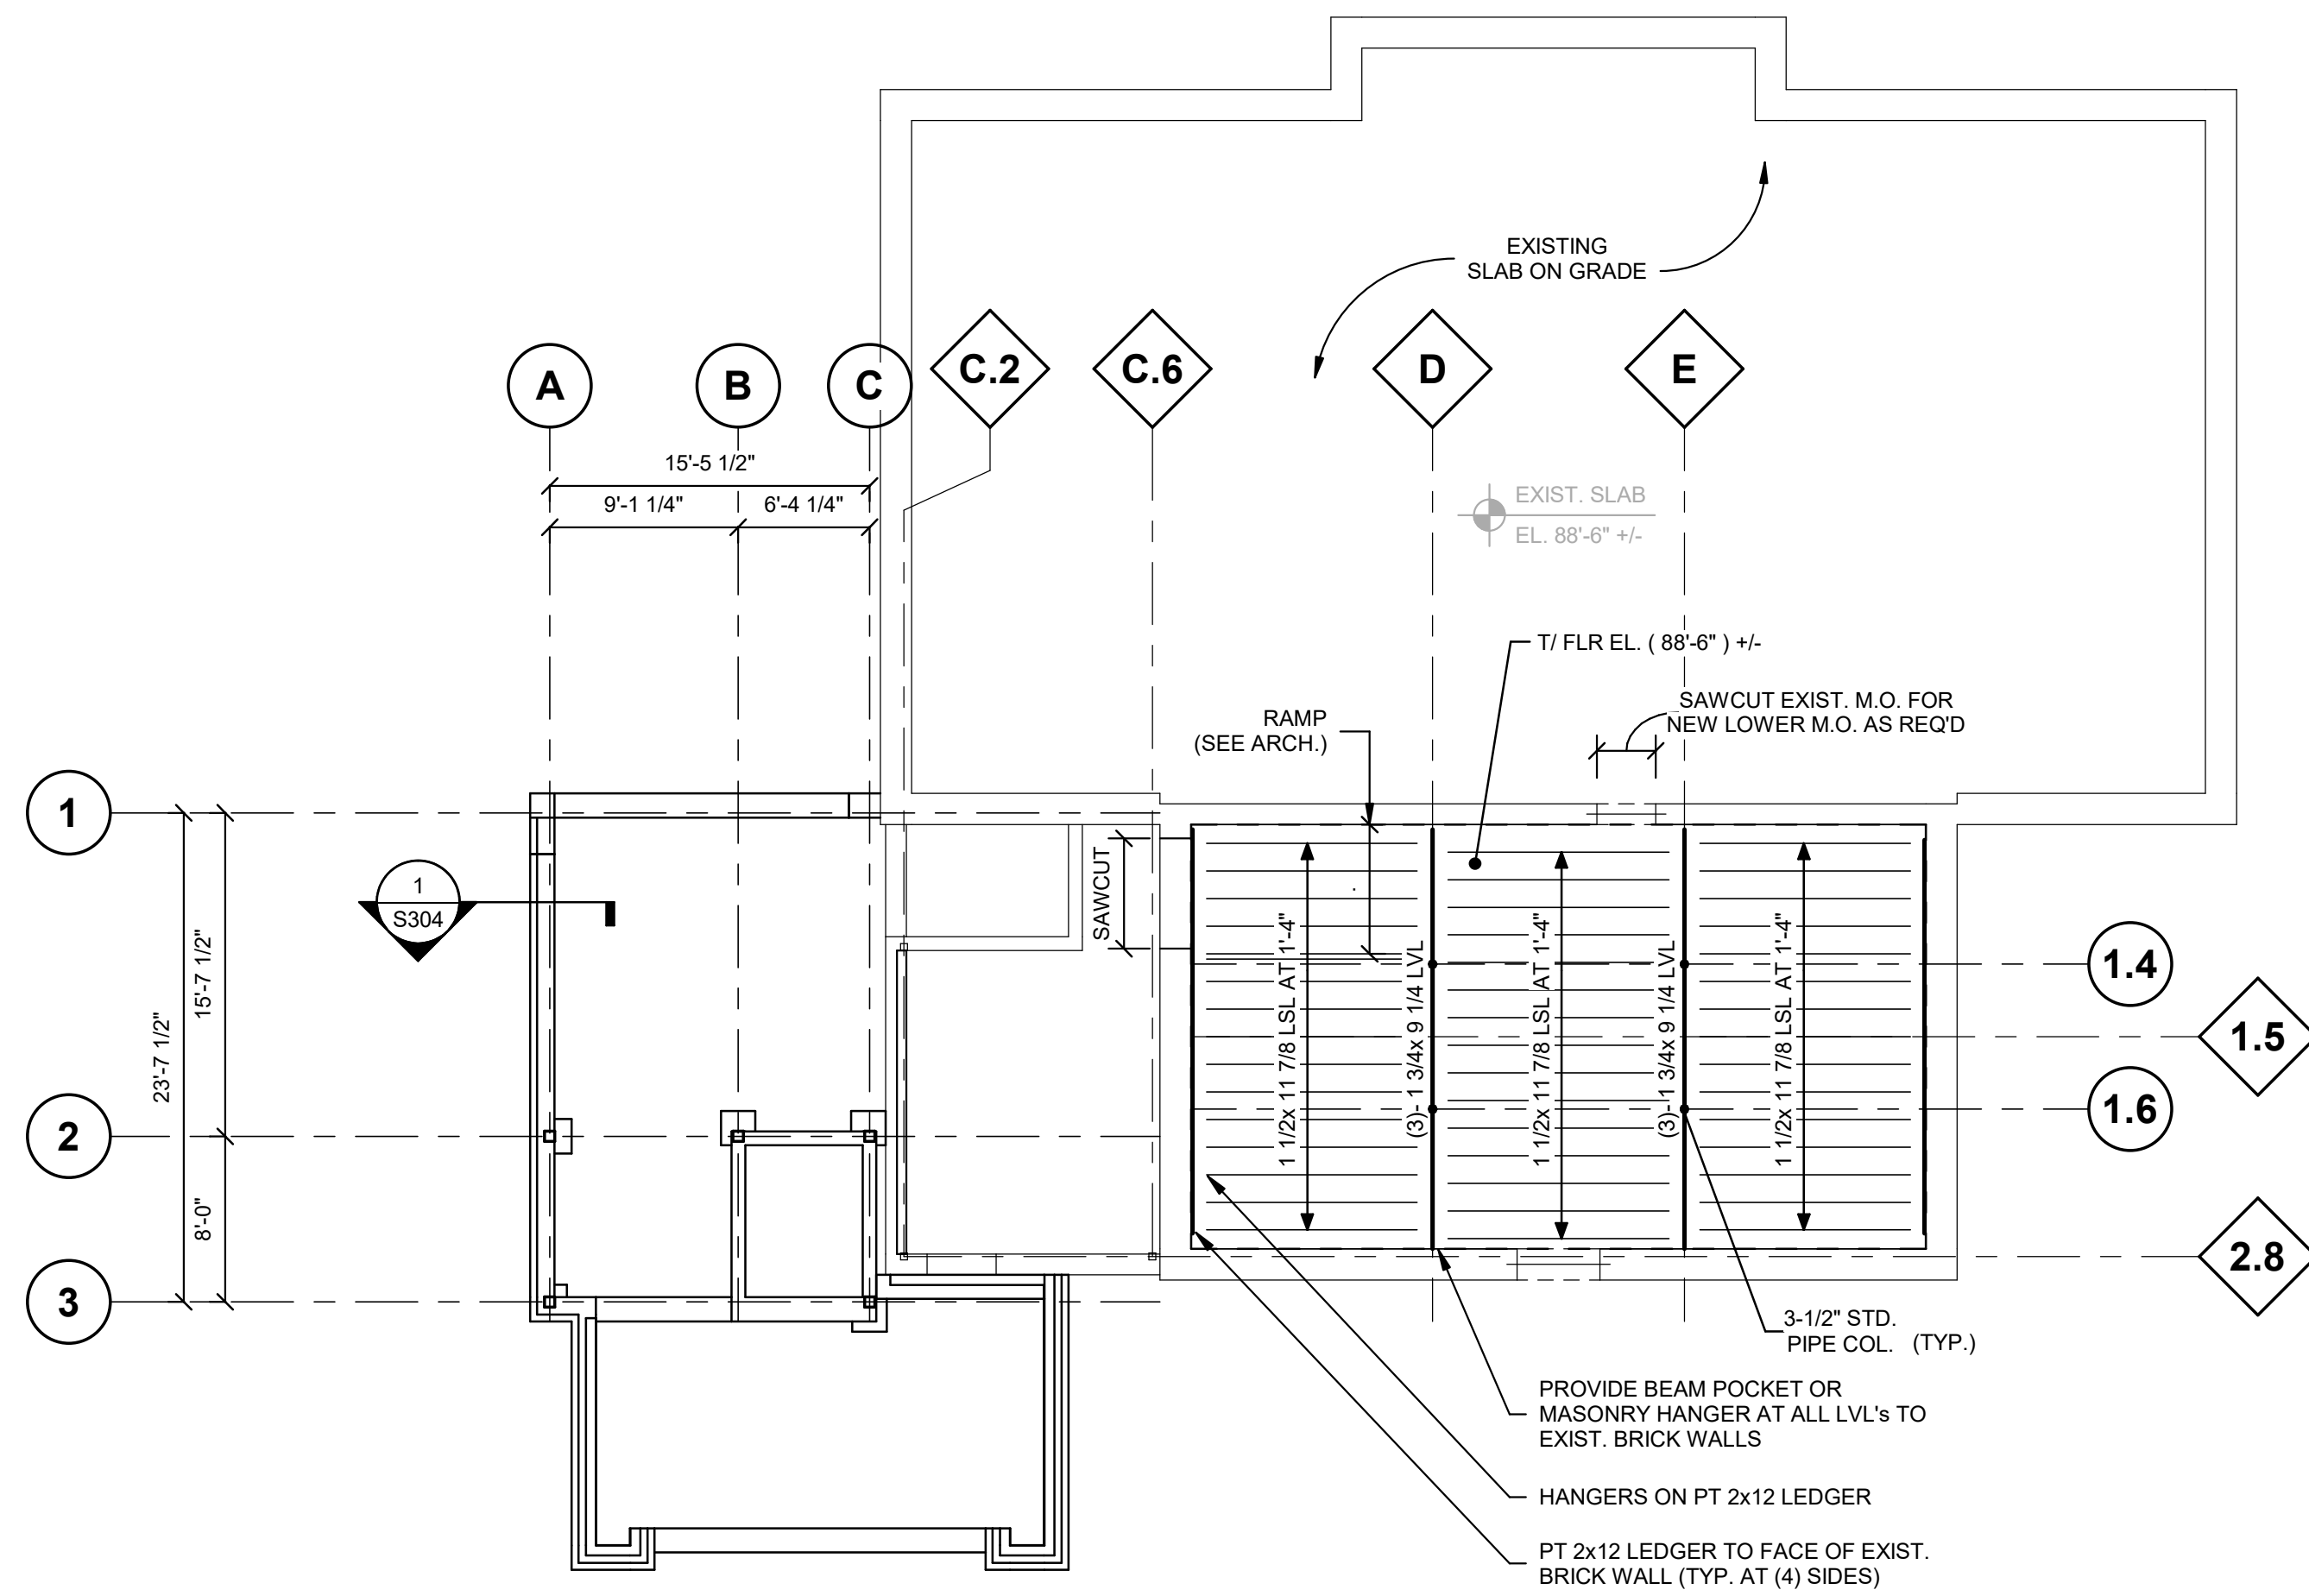 EXISTING
SLAB ON GRADE
A
B
C
C.2
C.6
D
E
15'-5 1/2"
9'-1 1/4"
6'-4 1/4"
EXIST. SLAB
EL. 88'-6" +/-
T/ FLR EL. ( 88'-6" ) +/-
SAWCUT EXIST. M.O. FOR
NEW LOWER M.O. AS REQ'D
RAMP
(SEE ARCH.)
1
1
S304
SAWCUT
15'-7 1/2"
23'-7 1/2"
8'-0"
1 1/2x 11 7/8 LSL AT 1'-4"
(3)- 1 3/4x 9 1/4 LVL
1 1/2x 11 7/8 LSL AT 1'-4"
(3)- 1 3/4x 9 1/4 LVL
1 1/2x 11 7/8 LSL AT 1'-4"
1.4
1.5
1.6
2
2.8
3
3-1/2" STD.
PIPE COL. (TYP.)
PROVIDE BEAM POCKET OR
MASONRY HANGER AT ALL LVL's TO
EXIST. BRICK WALLS
HANGERS ON PT 2x12 LEDGER
PT 2x12 LEDGER TO FACE OF EXIST.
BRICK WALL (TYP. AT (4) SIDES)